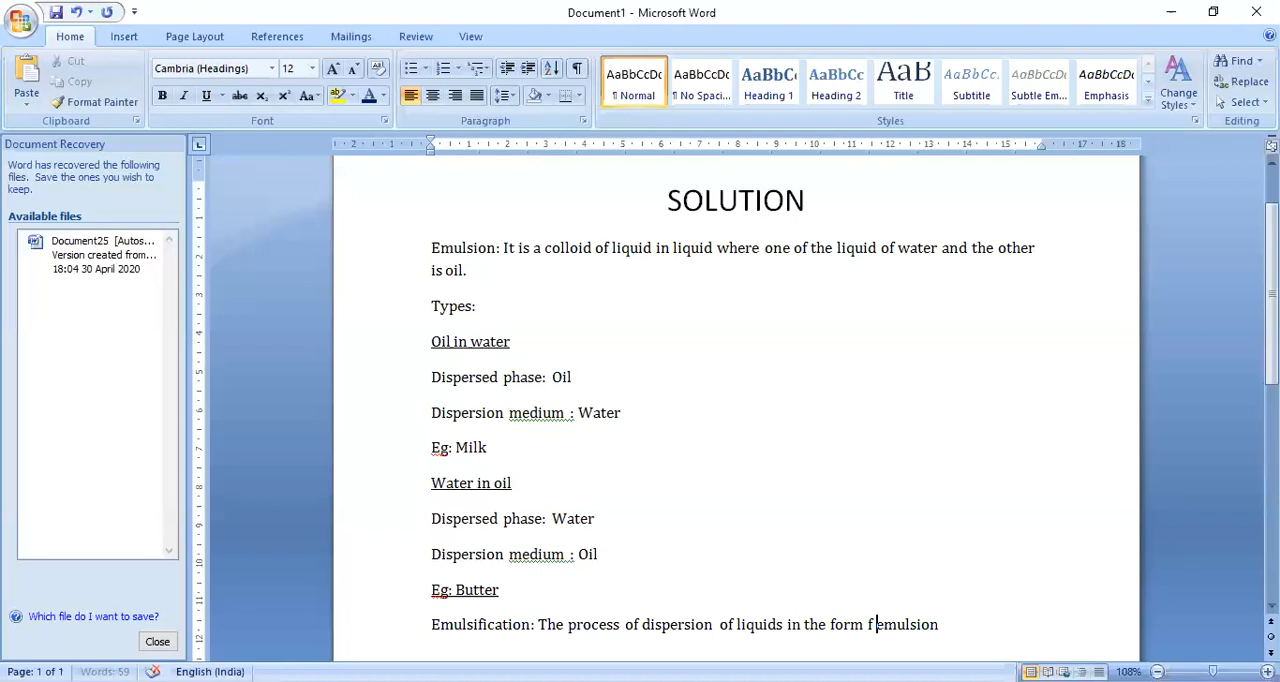 Document1 - Microsoft Word
Home Insert Page Layout References Mailings Review View
Paste
Cut
Copy
Format Painter
Clipboard
Cambria (Headings) 12
Font
Paragraph
AaBbCcDc AaBbCcDc AaBbC AaBbCc AaB AaBbCc. AaBbCcDc AaBbCcDc
¶ Normal ¶ No Spaci... Heading 1 Heading 2 Title Subtitle Subtle Em... Emphasis
Styles
Change Styles
Find
Replace
Select
Editing
Document Recovery
Word has recovered the following
files. Save the ones you wish to
keep.
Available files
Document25 [Autos...
Version created from...
18:04 30 April 2020
Which file do I want to save?
Close
SOLUTION
Emulsion: It is a colloid of liquid in liquid where one of the liquid of water and the other
is oil.
Types:
Oil in water
Dispersed phase: Oil
Dispersion medium : Water
Eg: Milk
Water in oil
Dispersed phase: Water
Dispersion medium : Oil
Eg: Butter
Emulsification: The process of dispersion of liquids in the form f emulsion
Page: 1 of 1 Words: 59 English (India) 108%